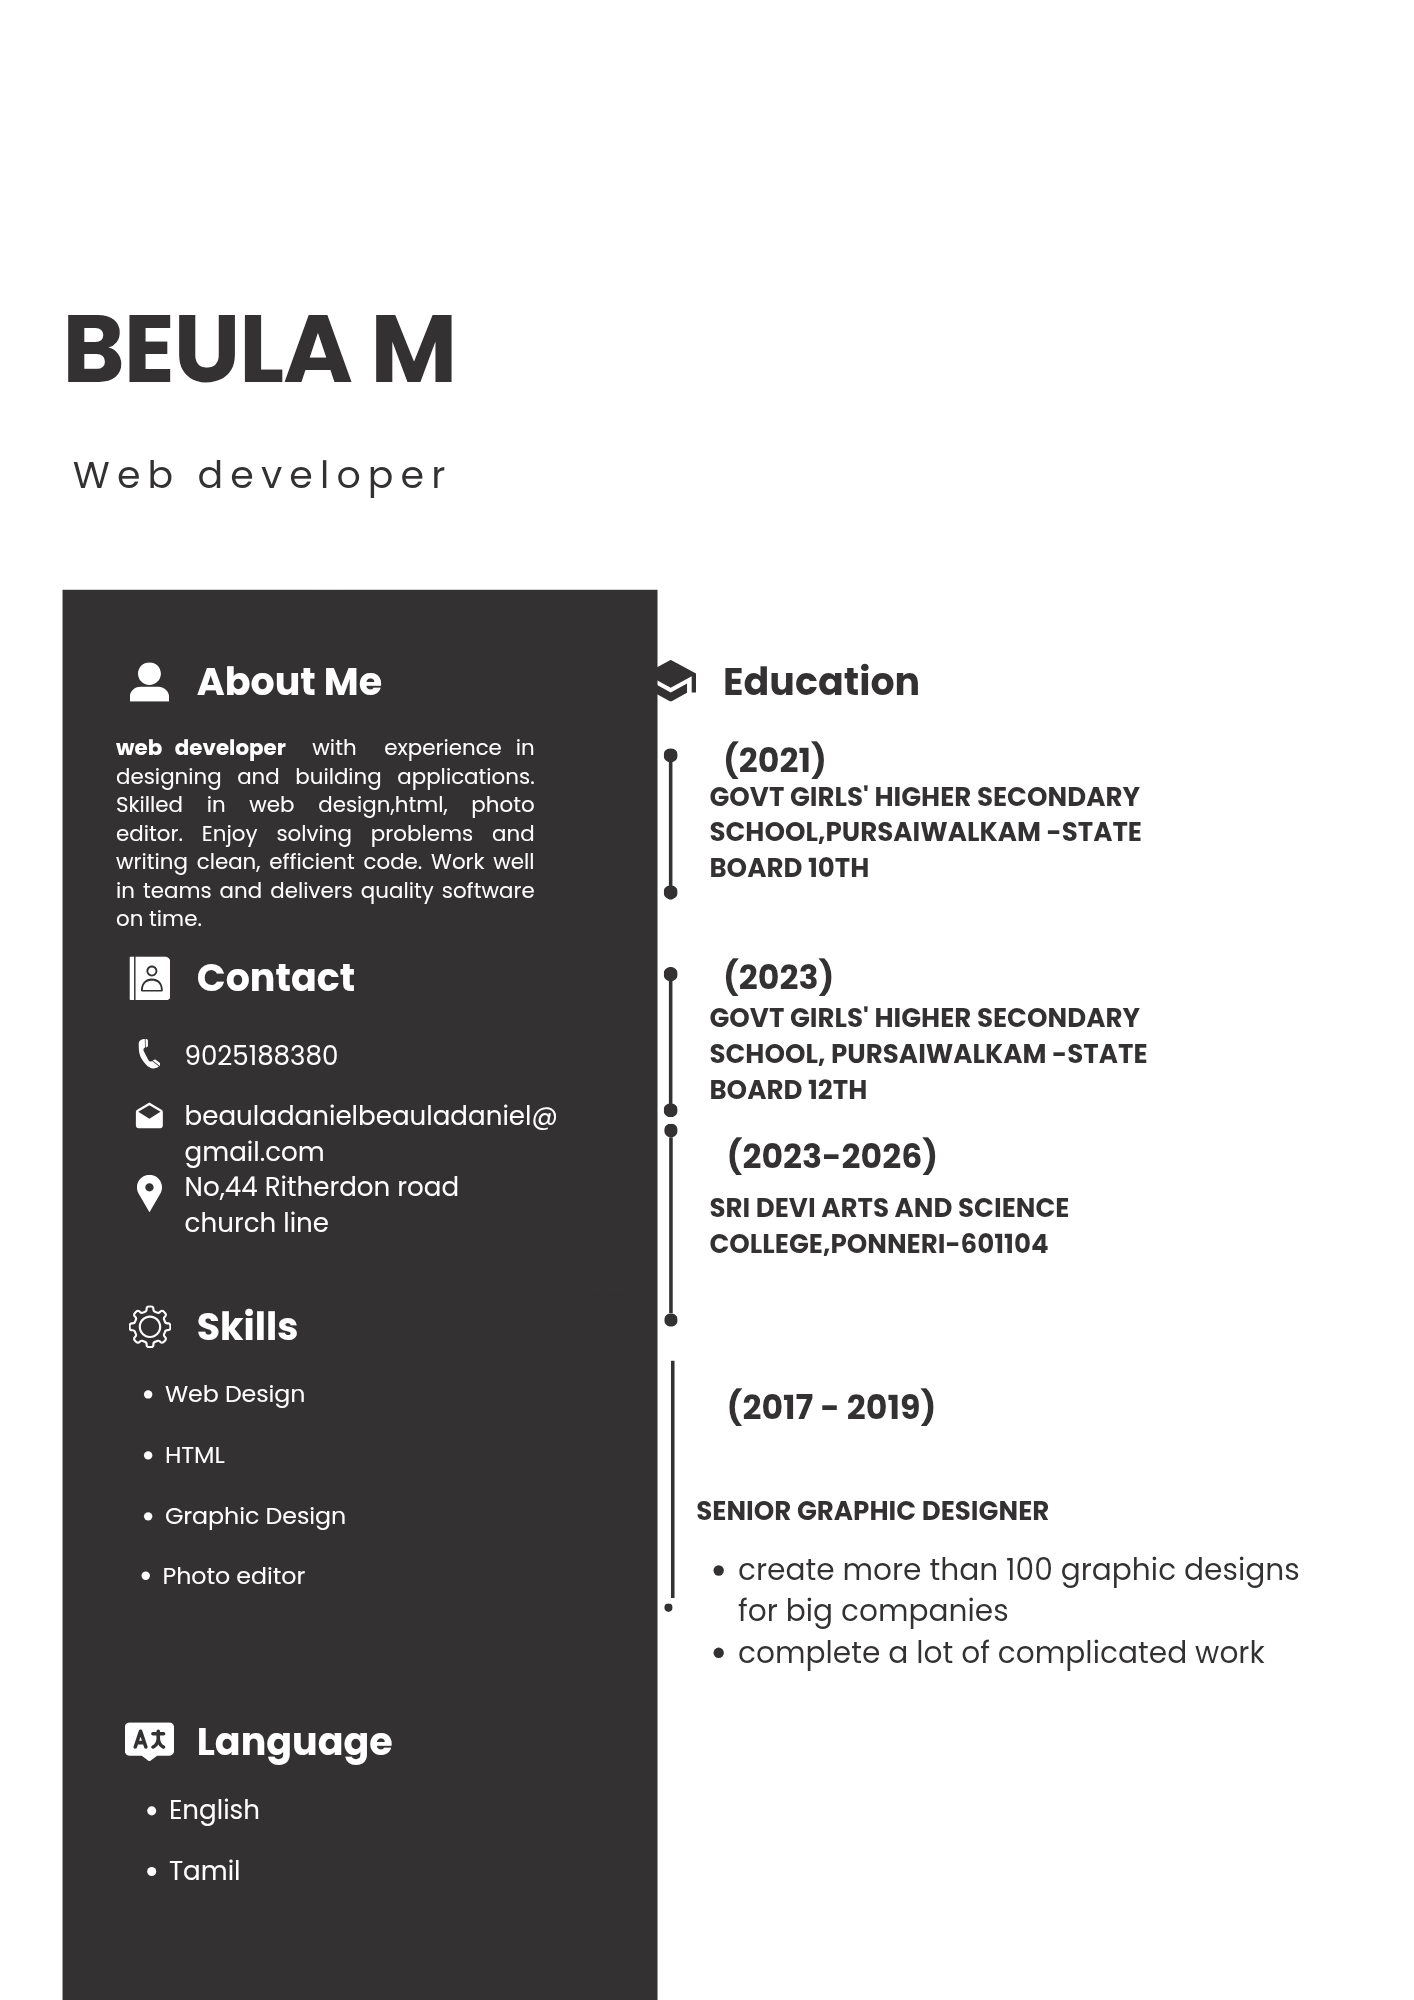 BEULA M
Web developer
About Me
web developer with experience in
designing and building applications.
Skilled in web design,html, photo
editor. Enjoy solving problems and
writing clean, efficient code. Work well
in teams and delivers quality software
on time.
Contact
9025188380
beauladanielbeauladaniel@
gmail.com
No,44 Ritherdon road
church line
Skills
• Web Design
• HTML
• Graphic Design
• Photo editor
Language
• English
• Tamil
Education
(2021)
GOVT GIRLS' HIGHER SECONDARY
SCHOOL,PURSAIWALKAM -STATE
BOARD 10TH
(2023)
GOVT GIRLS' HIGHER SECONDARY
SCHOOL, PURSAIWALKAM -STATE
BOARD 12TH
(2023-2026)
SRI DEVI ARTS AND SCIENCE
COLLEGE,PONNERI-601104
(2017 - 2019)
SENIOR GRAPHIC DESIGNER
• create more than 100 graphic designs
for big companies
• complete a lot of complicated work